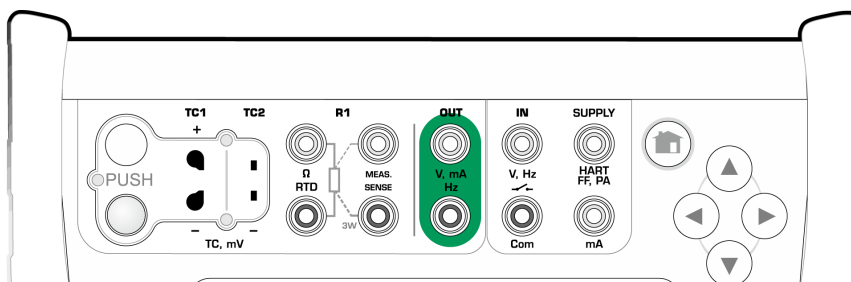 TC1 TC2 R1 OUT IN SUPPLY
+
PUSH
Ω
RTD
MEAS.
SENSE
V, mA
Hz
V, Hz
HART
FF, PA
3W
– –
TC, mV
Com
mA